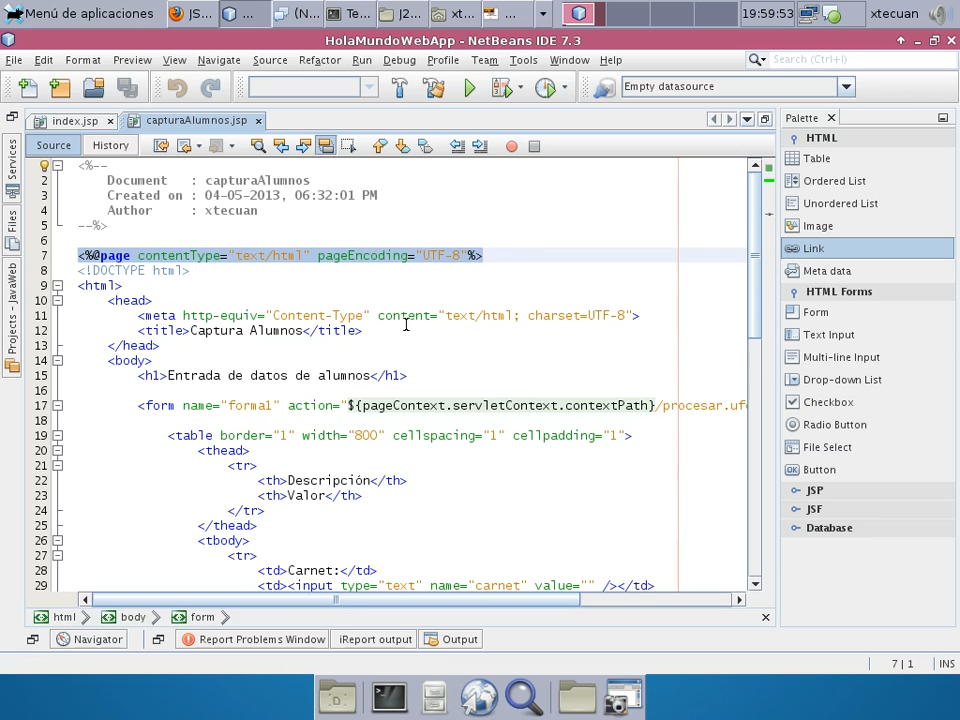 Menú de aplicaciones JS... ... (N... Te... J2... xt... ... 19:59:53 xtecuan
HolaMundoWebApp - NetBeans IDE 7.3
File Edit Format Preview View Navigate Source Refactor Run Debug Profile Team Tools Window Help Search (Ctrl+I)
Empty datasource
index.jsp capturaAlumnos.jsp Palette
Source History
Services
Files
Projects - JavaWeb
1 <%--
2 Document : capturaAlumnos
3 Created on : 04-05-2013, 06:32:01 PM
4 Author : xtecuan
5 --%>
6
7 <%@page contentType="text/html" pageEncoding="UTF-8"%>
8 <!DOCTYPE html>
9 <html>
10 <head>
11 <meta http-equiv="Content-Type" content="text/html; charset=UTF-8">
12 <title>Captura Alumnos</title>
13 </head>
14 <body>
15 <h1>Entrada de datos de alumnos</h1>
16
17 <form name="forma1" action="${pageContext.servletContext.contextPath}/procesar.ufg
18
19 <table border="1" width="800" cellspacing="1" cellpadding="1">
20 <thead>
21 <tr>
22 <th>Descripción</th>
23 <th>Valor</th>
24 </tr>
25 </thead>
26 <tbody>
27 <tr>
28 <td>Carnet:</td>
29 <td><input type="text" name="carnet" value="" /></td>
HTML
Table
Ordered List
Unordered List
Image
Link
Meta data
HTML Forms
Form
Text Input
Multi-line Input
Drop-down List
Checkbox
Radio Button
File Select
OK Button
JSP
JSF
Database
html body form
Navigator Report Problems Window iReport output Output
7 | 1 INS